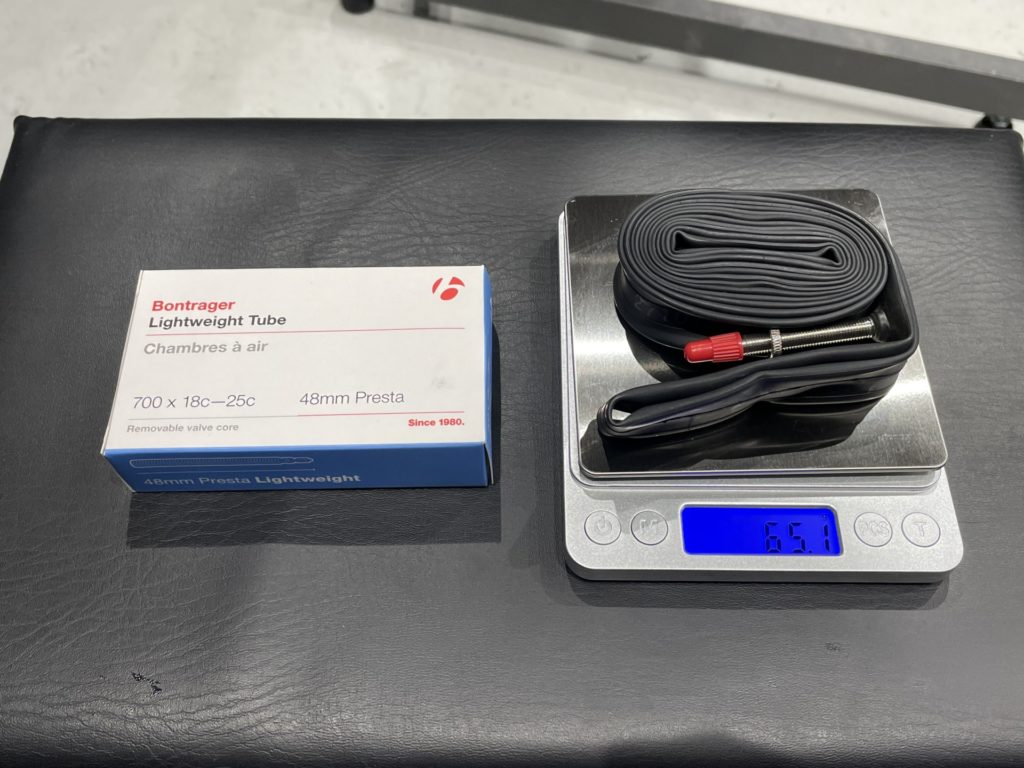 Bontrager
Lightweight Tube
Chambres à air
700 x 18c—25c
48mm Presta
Removable valve core
Since 1980.
48mm Presta Lightweight
65.1
PCS
T